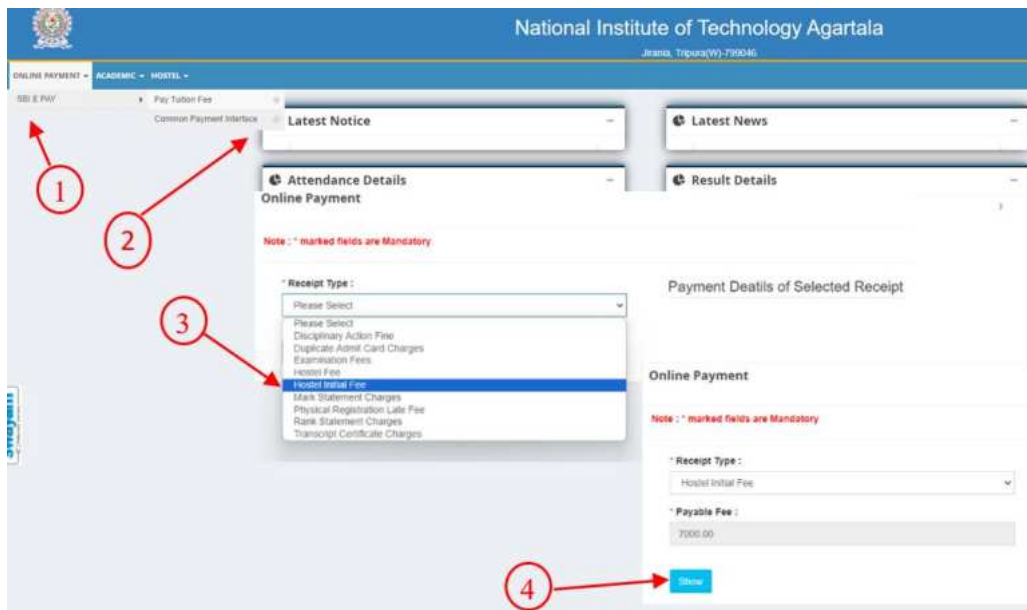 National Institute of Technology Agartala
Jirania, Tripura(W)-799046
ONLINE PAYMENT ACADEMIC HOSTEL
SBI E PAY
Pay Tution Fee
Common Payment Interface
Latest Notice
Latest News
Attendance Details
Result Details
1
2
Online Payment
Note : * marked fields are Mandatory
* Receipt Type :
Please Select
Please Select
Disciplinary Action Fine
Duplicate Admit Card Charges
Examination Fees
Hostel Fee
Hostel Initial Fee
Mark Statement Charges
Physical Registration Late Fee
Rank Statement Charges
Transcript Certificate Charges
3
Payment Deatils of Selected Receipt
Swayam
Online Payment
Note : * marked fields are Mandatory
* Receipt Type :
Hostel Initial Fee
* Payable Fee :
7000.00
4
Show